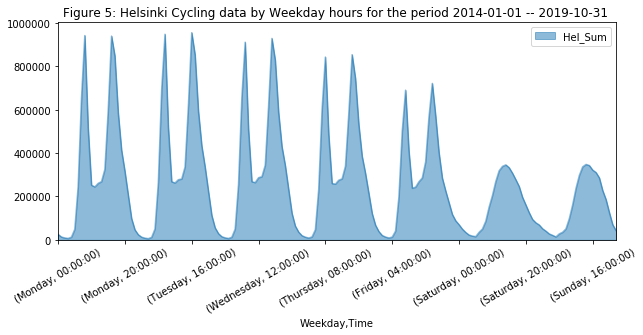 Figure 5: Helsinki Cycling data by Weekday hours for the period 2014-01-01 -- 2019-10-31
Hel_Sum
1000000
800000
600000
400000
200000
0
(Monday, 00:00:00)
(Monday, 20:00:00)
(Tuesday, 16:00:00)
(Wednesday, 12:00:00)
(Thursday, 08:00:00)
(Friday, 04:00:00)
(Saturday, 00:00:00)
(Saturday, 20:00:00)
(Sunday, 16:00:00)
Weekday,Time